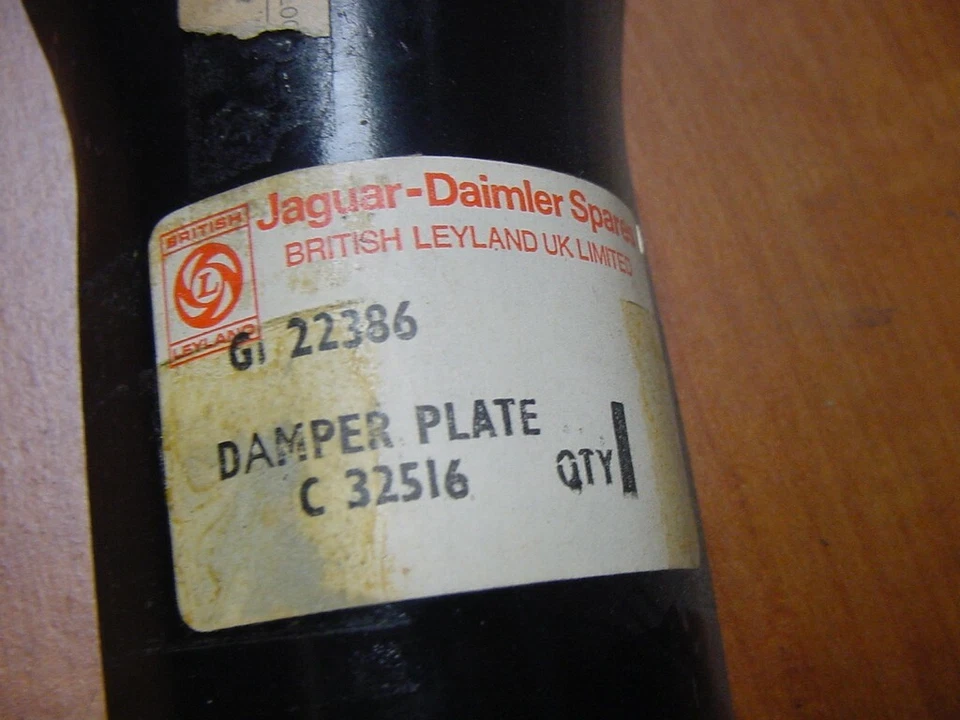 Jaguar-Daimler Spares
BRITISH LEYLAND UK LIMITED
BRITISH
L
LEYLAND
GI 22386
DAMPER PLATE
C 32516
QTY 1